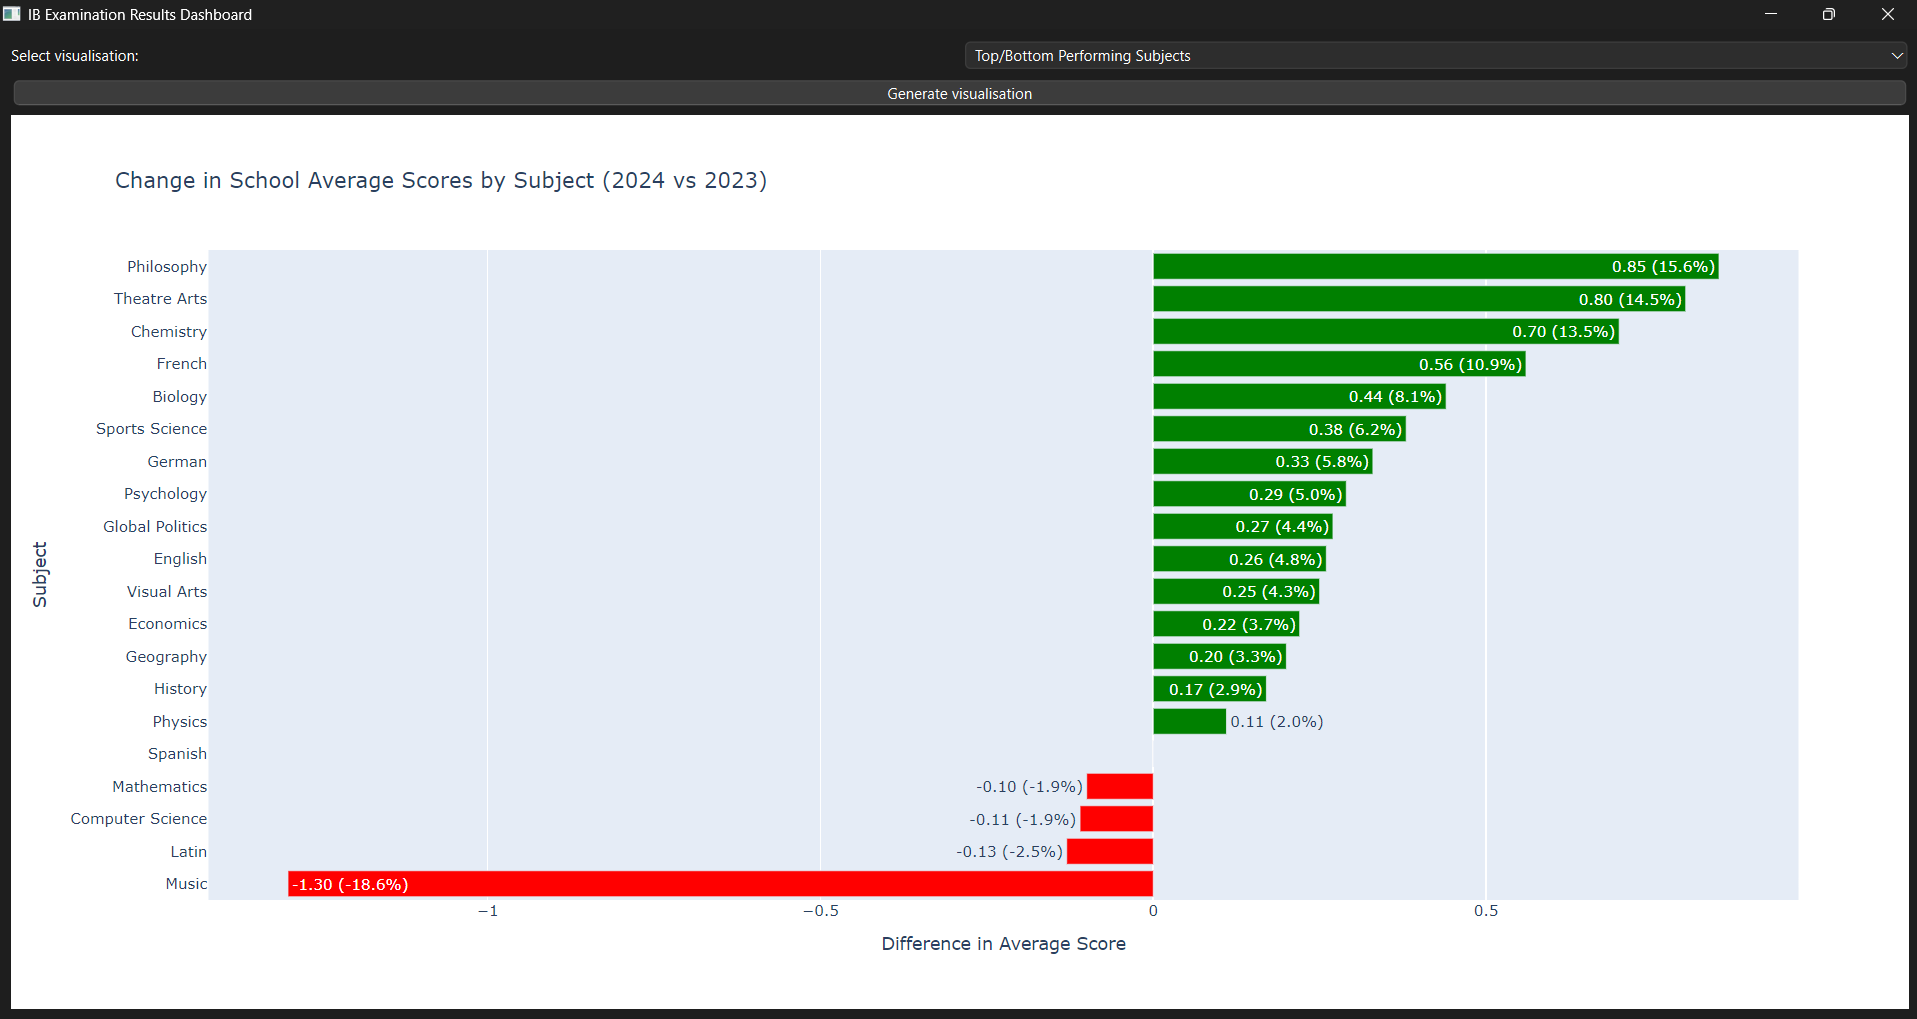 IB Examination Results Dashboard
Select visualisation:
Top/Bottom Performing Subjects
Generate visualisation
Change in School Average Scores by Subject (2024 vs 2023)
Subject
Philosophy 0.85 (15.6%)
Theatre Arts 0.80 (14.5%)
Chemistry 0.70 (13.5%)
French 0.56 (10.9%)
Biology 0.44 (8.1%)
Sports Science 0.38 (6.2%)
German 0.33 (5.8%)
Psychology 0.29 (5.0%)
Global Politics 0.27 (4.4%)
English 0.26 (4.8%)
Visual Arts 0.25 (4.3%)
Economics 0.22 (3.7%)
Geography 0.20 (3.3%)
History 0.17 (2.9%)
Physics 0.11 (2.0%)
Spanish
Mathematics -0.10 (-1.9%)
Computer Science -0.11 (-1.9%)
Latin -0.13 (-2.5%)
Music -1.30 (-18.6%)
−1 −0.5 0 0.5
Difference in Average Score